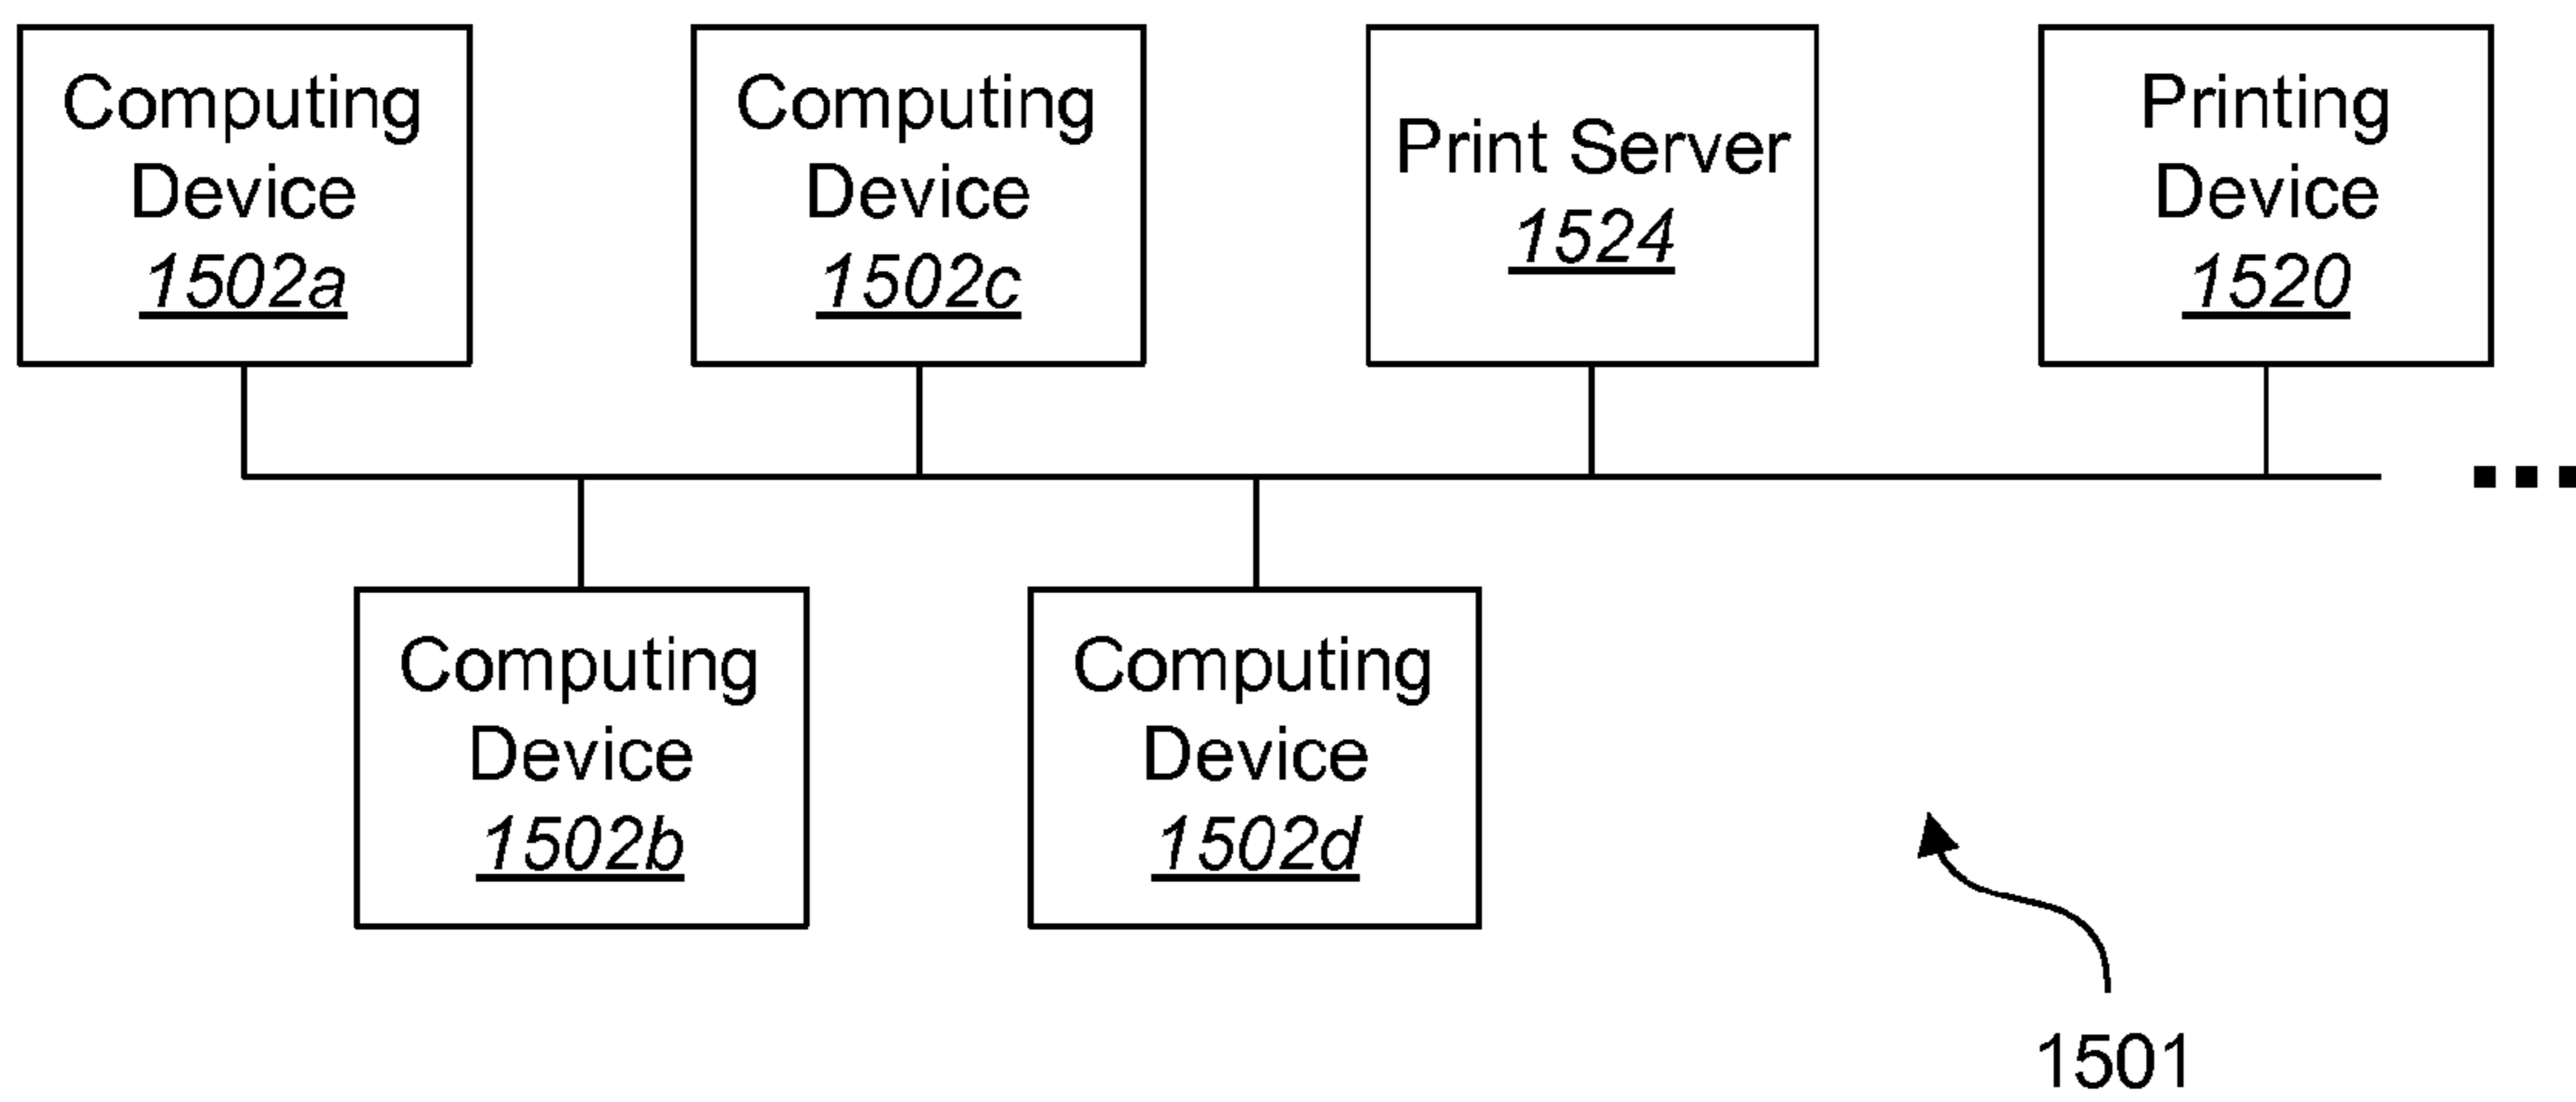 Computing
Device
1502a
Computing
Device
1502c
Print Server
1524
Printing
Device
1520
Computing
Device
1502b
Computing
Device
1502d
1501